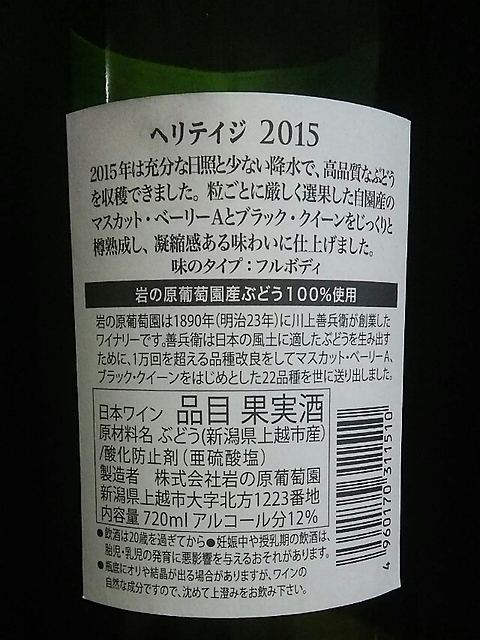 ヘリテイジ 2015
2015年は充分な日照と少ない降水で、高品質なぶどう
を収穫できました。粒ごとに厳しく選果した自園産の
マスカット・ベーリーAとブラック・クイーンをじっくりと
樽熟成し、凝縮感ある味わいに仕上げました。
味のタイプ：フルボディ
岩の原葡萄園産ぶどう100%使用
岩の原葡萄園は1890年(明治23年)に川上善兵衛が創業した
ワイナリーです。善兵衛は日本の風土に適したぶどうを生み出す
ために、1万回を超える品種改良をしてマスカット・ベーリーA、
ブラック・クイーンをはじめとした22品種を世に送り出しました。
日本ワイン 品目 果実酒
原材料名 ぶどう(新潟県上越市産)
/酸化防止剤(亜硫酸塩)
製造者 株式会社岩の原葡萄園
新潟県上越市大字北方1223番地
内容量 720ml アルコール分12%
4 960170 311510
●飲酒は20歳を過ぎてから●妊娠中や授乳期の飲酒は、
胎児・乳児の発育に悪影響を与えるおそれがあります。
●瓶底にオリや結晶が出る場合がありますが、ワインの
自然な成分ですので、沈めて上澄みをお飲み下さい。